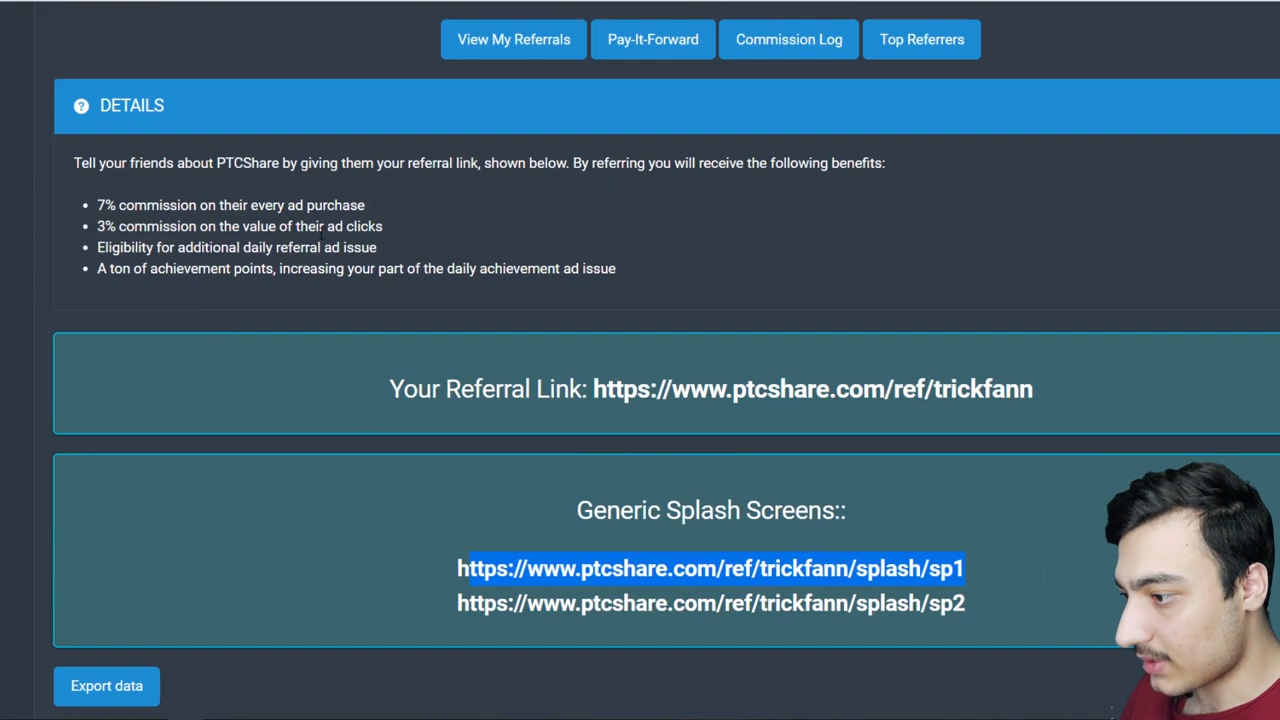 View My Referrals
Pay-It-Forward
Commission Log
Top Referrers
DETAILS
Tell your friends about PTCShare by giving them your referral link, shown below. By referring you will receive the following benefits:
7% commission on their every ad purchase
3% commission on the value of their ad clicks
Eligibility for additional daily referral ad issue
A ton of achievement points, increasing your part of the daily achievement ad issue
Your Referral Link: https://www.ptcshare.com/ref/trickfann
Generic Splash Screens::
https://www.ptcshare.com/ref/trickfann/splash/sp1
https://www.ptcshare.com/ref/trickfann/splash/sp2
Export data